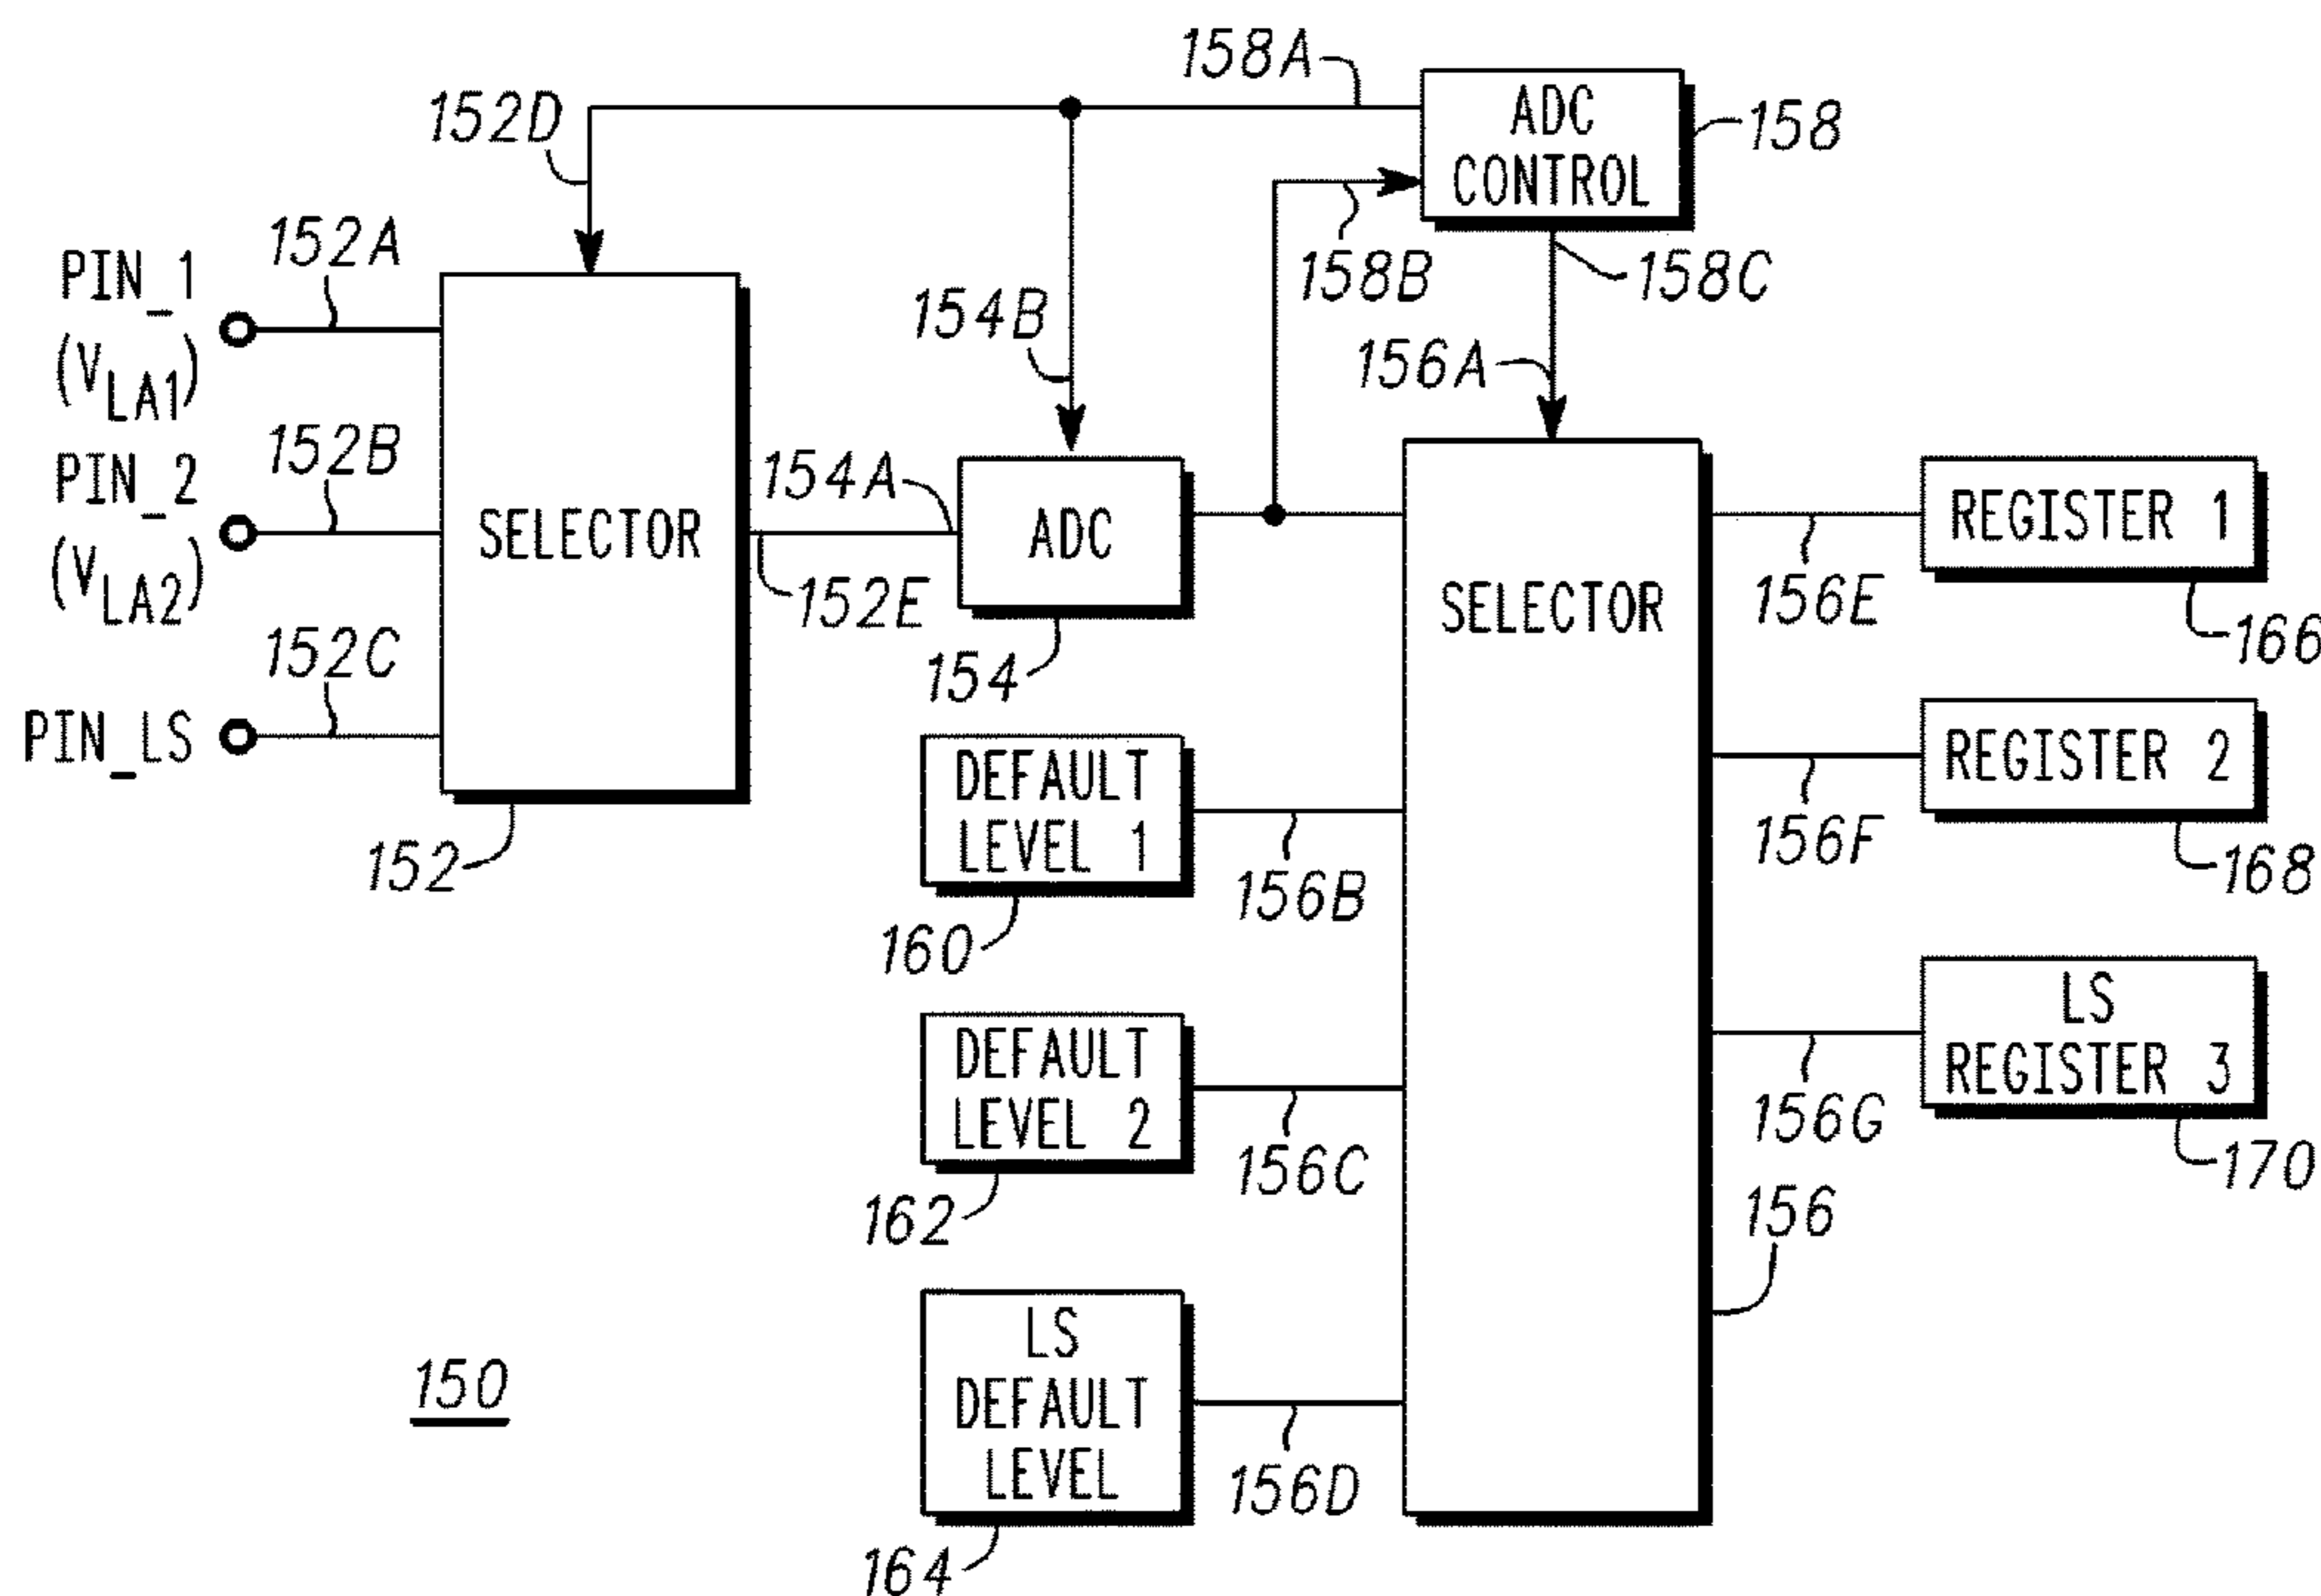 158A
ADC
CONTROL
158
152D
152A
PIN_1
(VLA1)
154B
158B
158C
156A
152B
PIN_2
(VLA2)
SELECTOR
154A
ADC
152E
154
SELECTOR
REGISTER 1
156E
166
152C
PIN_LS
152
DEFAULT
LEVEL 1
156B
160
REGISTER 2
156F
168
LS
REGISTER 3
156G
170
DEFAULT
LEVEL 2
156C
162
156
LS
DEFAULT
LEVEL
156D
164
150